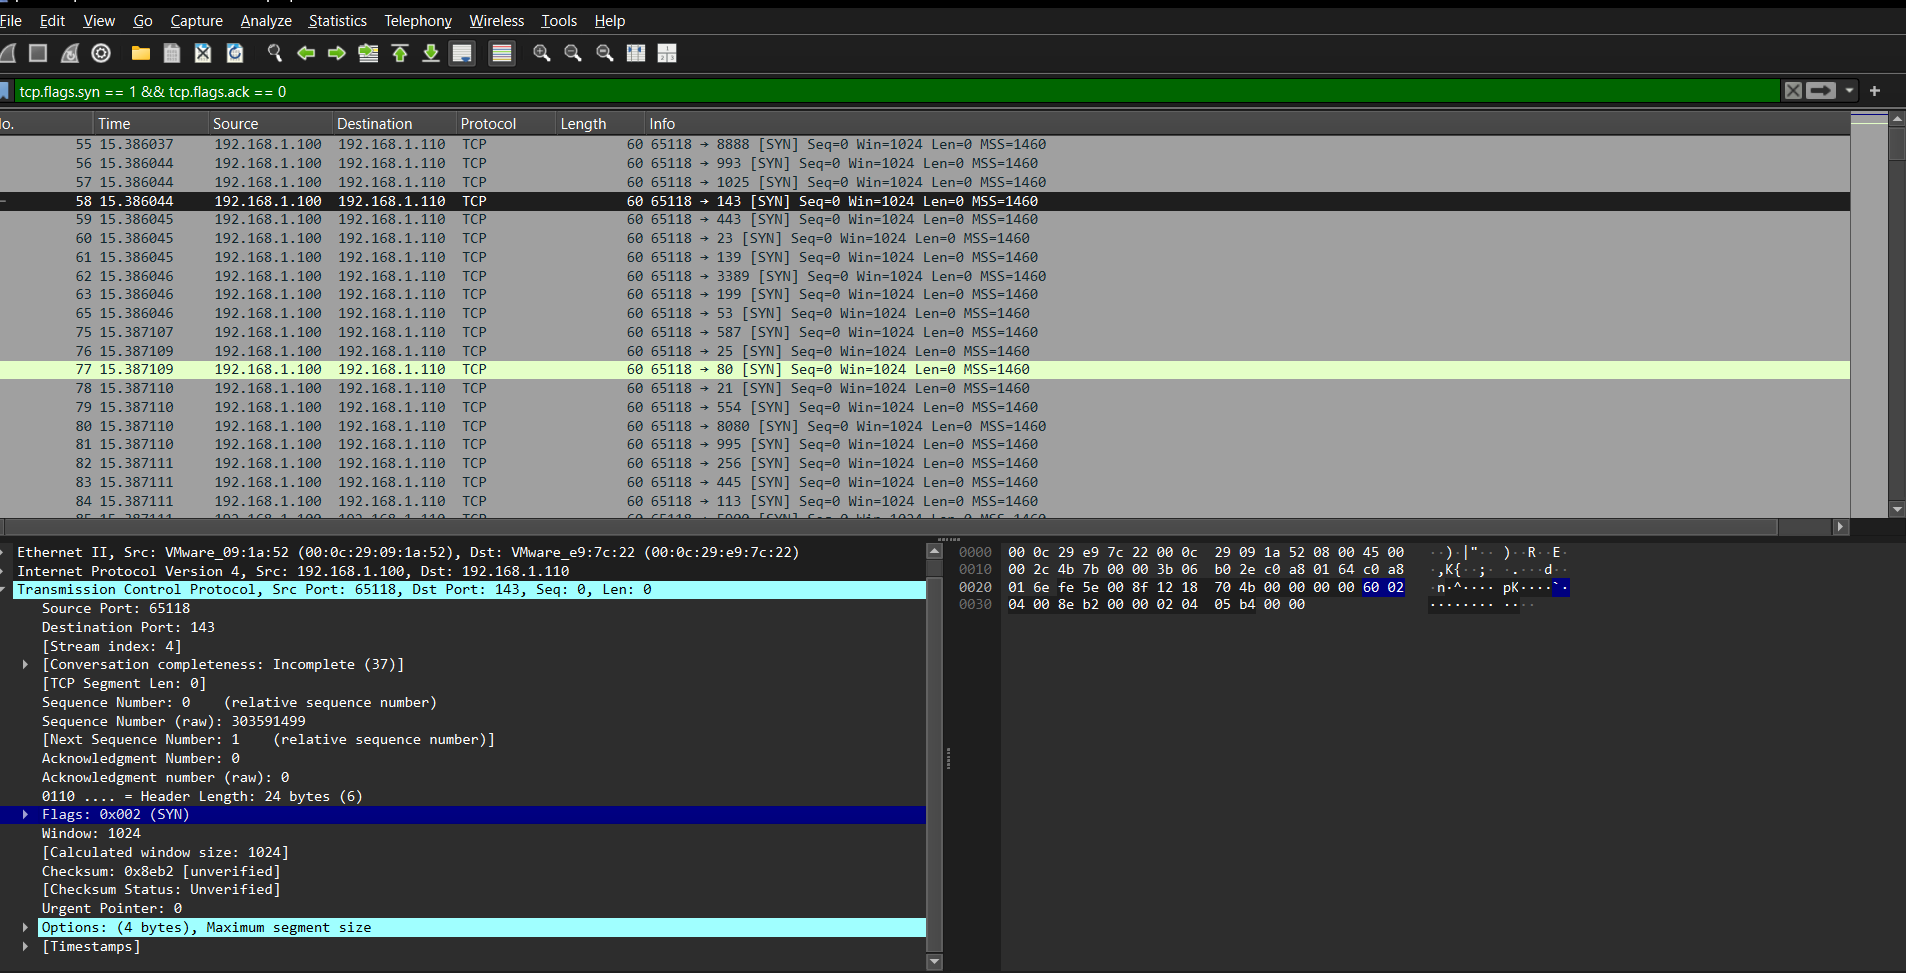 File Edit View Go Capture Analyze Statistics Telephony Wireless Tools Help
tcp.flags.syn == 1 && tcp.flags.ack == 0
lo. Time Source Destination Protocol Length Info
55 15.386037 192.168.1.100 192.168.1.110 TCP 60 65118 → 8888 [SYN] Seq=0 Win=1024 Len=0 MSS=1460
56 15.386044 192.168.1.100 192.168.1.110 TCP 60 65118 → 993 [SYN] Seq=0 Win=1024 Len=0 MSS=1460
57 15.386044 192.168.1.100 192.168.1.110 TCP 60 65118 → 1025 [SYN] Seq=0 Win=1024 Len=0 MSS=1460
58 15.386044 192.168.1.100 192.168.1.110 TCP 60 65118 → 143 [SYN] Seq=0 Win=1024 Len=0 MSS=1460
59 15.386045 192.168.1.100 192.168.1.110 TCP 60 65118 → 443 [SYN] Seq=0 Win=1024 Len=0 MSS=1460
60 15.386045 192.168.1.100 192.168.1.110 TCP 60 65118 → 23 [SYN] Seq=0 Win=1024 Len=0 MSS=1460
61 15.386045 192.168.1.100 192.168.1.110 TCP 60 65118 → 139 [SYN] Seq=0 Win=1024 Len=0 MSS=1460
62 15.386046 192.168.1.100 192.168.1.110 TCP 60 65118 → 3389 [SYN] Seq=0 Win=1024 Len=0 MSS=1460
63 15.386046 192.168.1.100 192.168.1.110 TCP 60 65118 → 199 [SYN] Seq=0 Win=1024 Len=0 MSS=1460
65 15.386046 192.168.1.100 192.168.1.110 TCP 60 65118 → 53 [SYN] Seq=0 Win=1024 Len=0 MSS=1460
75 15.387107 192.168.1.100 192.168.1.110 TCP 60 65118 → 587 [SYN] Seq=0 Win=1024 Len=0 MSS=1460
76 15.387109 192.168.1.100 192.168.1.110 TCP 60 65118 → 25 [SYN] Seq=0 Win=1024 Len=0 MSS=1460
77 15.387109 192.168.1.100 192.168.1.110 TCP 60 65118 → 80 [SYN] Seq=0 Win=1024 Len=0 MSS=1460
78 15.387110 192.168.1.100 192.168.1.110 TCP 60 65118 → 21 [SYN] Seq=0 Win=1024 Len=0 MSS=1460
79 15.387110 192.168.1.100 192.168.1.110 TCP 60 65118 → 554 [SYN] Seq=0 Win=1024 Len=0 MSS=1460
80 15.387110 192.168.1.100 192.168.1.110 TCP 60 65118 → 8080 [SYN] Seq=0 Win=1024 Len=0 MSS=1460
81 15.387110 192.168.1.100 192.168.1.110 TCP 60 65118 → 995 [SYN] Seq=0 Win=1024 Len=0 MSS=1460
82 15.387111 192.168.1.100 192.168.1.110 TCP 60 65118 → 256 [SYN] Seq=0 Win=1024 Len=0 MSS=1460
83 15.387111 192.168.1.100 192.168.1.110 TCP 60 65118 → 445 [SYN] Seq=0 Win=1024 Len=0 MSS=1460
84 15.387111 192.168.1.100 192.168.1.110 TCP 60 65118 → 113 [SYN] Seq=0 Win=1024 Len=0 MSS=1460
Ethernet II, Src: VMware_09:1a:52 (00:0c:29:09:1a:52), Dst: VMware_e9:7c:22 (00:0c:29:e9:7c:22)
Internet Protocol Version 4, Src: 192.168.1.100, Dst: 192.168.1.110
Transmission Control Protocol, Src Port: 65118, Dst Port: 143, Seq: 0, Len: 0
Source Port: 65118
Destination Port: 143
[Stream index: 4]
[Conversation completeness: Incomplete (37)]
[TCP Segment Len: 0]
Sequence Number: 0 (relative sequence number)
Sequence Number (raw): 303591499
[Next Sequence Number: 1 (relative sequence number)]
Acknowledgment Number: 0
Acknowledgment number (raw): 0
0110 .... = Header Length: 24 bytes (6)
Flags: 0x002 (SYN)
Window: 1024
[Calculated window size: 1024]
Checksum: 0x8eb2 [unverified]
[Checksum Status: Unverified]
Urgent Pointer: 0
Options: (4 bytes), Maximum segment size
[Timestamps]
0000 00 0c 29 e9 7c 22 00 0c 29 09 1a 52 08 00 45 00 ··)·|"·· )··R··E·
0010 00 2c 4b 7b 00 00 3b 06 b0 2e c0 a8 01 64 c0 a8 ·,K{··;· ·.···d··
0020 01 6e fe 5e 00 8f 12 18 70 4b 00 00 00 00 60 02 ·n·^···· pK····`·
0030 04 00 8e b2 00 00 02 04 05 b4 00 00 ········ ····